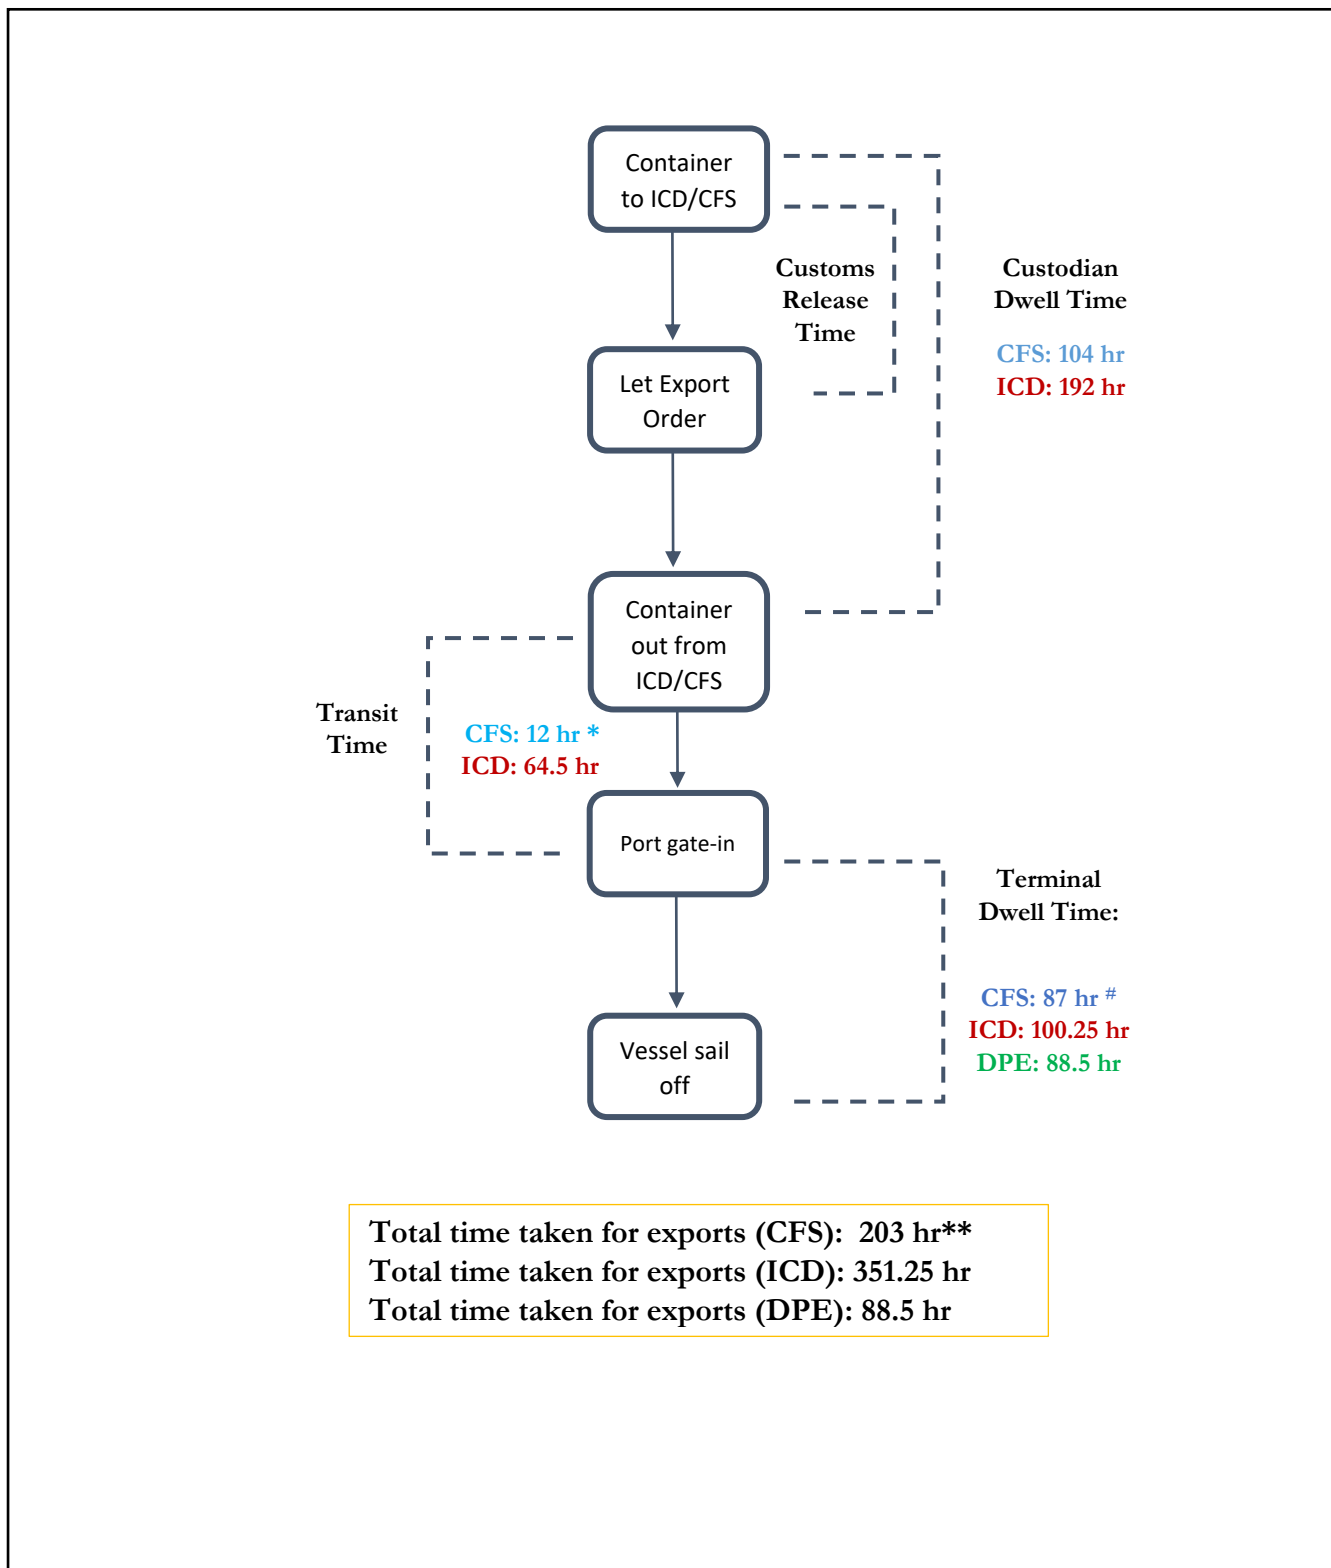 Container
to ICD/CFS
Customs
Release
Time
Custodian
Dwell Time
CFS: 104 hr
ICD: 192 hr
Let Export
Order
Container
out from
ICD/CFS
Transit
Time
CFS: 12 hr *
ICD: 64.5 hr
Port gate-in
Terminal
Dwell Time:
CFS: 87 hr #
ICD: 100.25 hr
DPE: 88.5 hr
Vessel sail
off
Total time taken for exports (CFS): 203 hr**
Total time taken for exports (ICD): 351.25 hr
Total time taken for exports (DPE): 88.5 hr